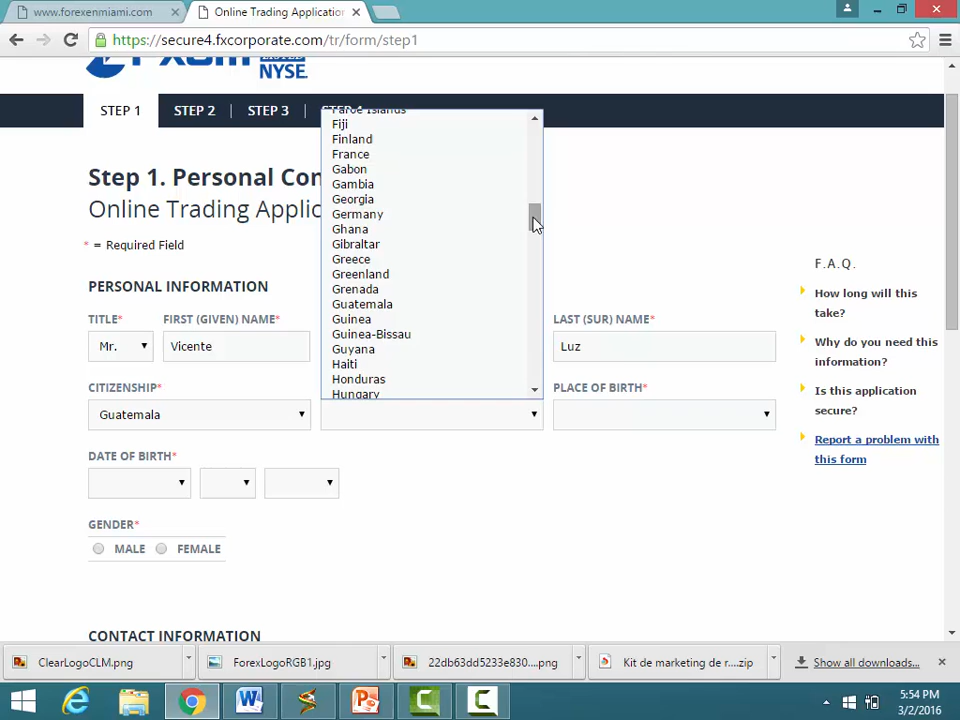 www.forexenmiami.com
Online Trading Application
https://secure4.fxcorporate.com/tr/form/step1
NYSE
STEP 1
STEP 2
STEP 3
Step 1. Personal Con
Online Trading Applic
* = Required Field
PERSONAL INFORMATION
TITLE*
FIRST (GIVEN) NAME*
LAST (SUR) NAME*
Mr.
Vicente
Luz
CITIZENSHIP*
PLACE OF BIRTH*
Guatemala
Faroe Islands
Fiji
Finland
France
Gabon
Gambia
Georgia
Germany
Ghana
Gibraltar
Greece
Greenland
Grenada
Guatemala
Guinea
Guinea-Bissau
Guyana
Haiti
Honduras
Hungary
DATE OF BIRTH*
GENDER*
MALE
FEMALE
CONTACT INFORMATION
F.A.Q.
How long will this
take?
Why do you need this
information?
Is this application
secure?
Report a problem with
this form
ClearLogoCLM.png
ForexLogoRGB1.jpg
22db63dd5233e830....png
Kit de marketing de r....zip
Show all downloads...
5:54 PM
3/2/2016